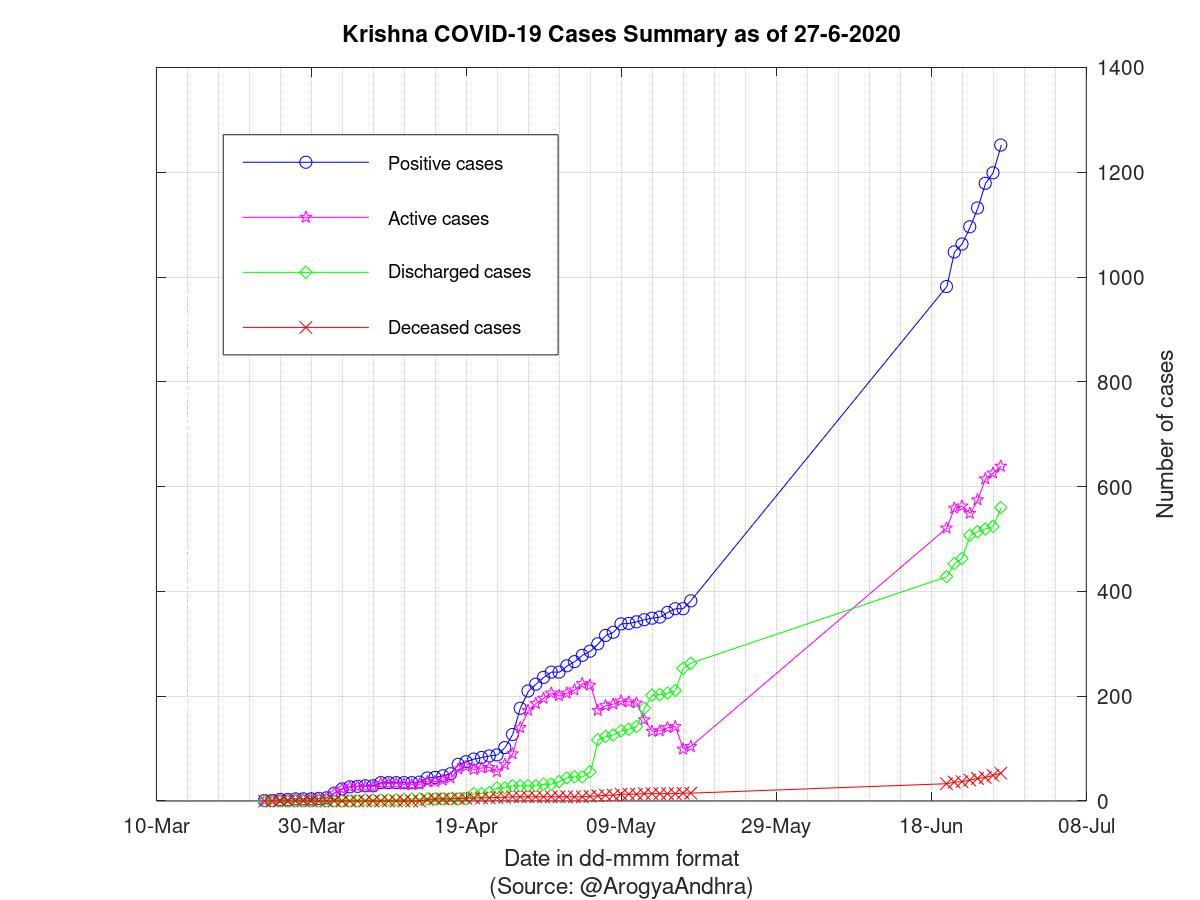 Krishna COVID-19 Cases Summary as of 27-6-2020
Positive cases
Active cases
Discharged cases
Deceased cases
1400
1200
1000
800
600
400
200
0
Number of cases
10-Mar
30-Mar
19-Apr
09-May
29-May
18-Jun
08-Jul
Date in dd-mmm format
(Source: @ArogyaAndhra)